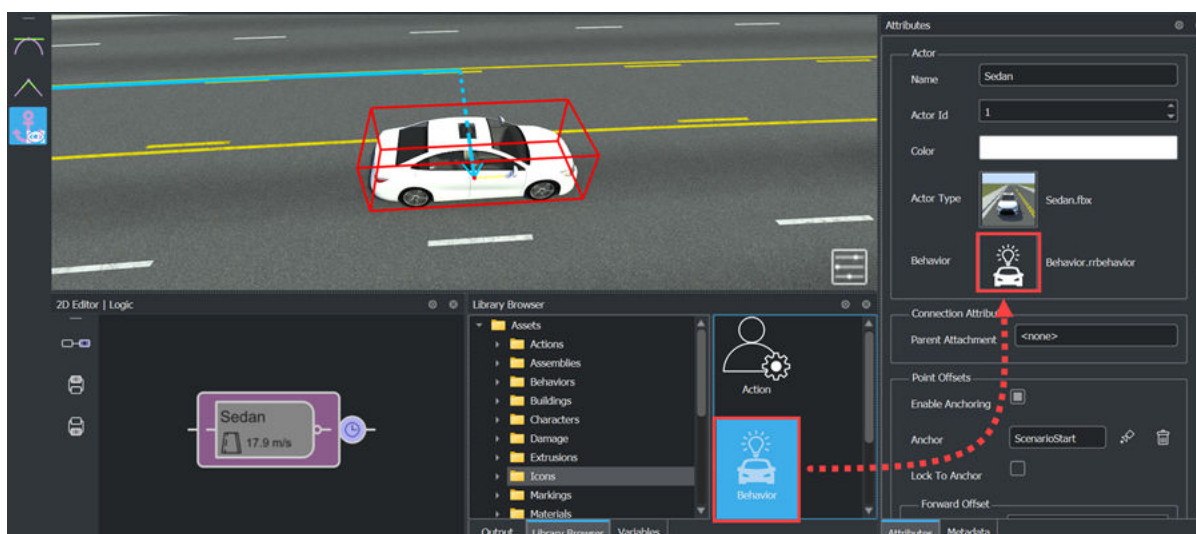 Attributes
Actor
Name
Sedan
Actor Id
1
Color
Actor Type
Sedan.fbx
Behavior
Behavior.rrbehavior
Connection Attribu
Parent Attachment
<none>
Point Offsets
Enable Anchoring
Anchor
ScenarioStart
Lock To Anchor
Forward Offset
Attributes
Metadata
2D Editor | Logic
Sedan
17.9 m/s
Library Browser
Assets
Actions
Assemblies
Behaviors
Buildings
Characters
Damage
Extrusions
Icons
Markings
Materials
Action
Behavior
Output
Library Browser
Variables